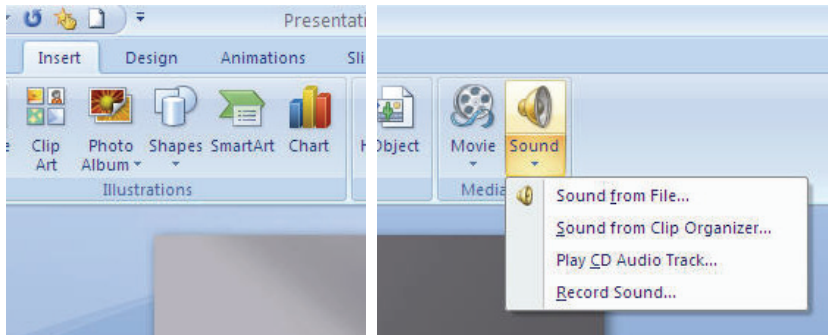 Presentati
Insert Design Animations Sli
Clip Photo Shapes SmartArt Chart Object Movie Sound
Art Album
Illustrations Media
Sound from File...
Sound from Clip Organizer...
Play CD Audio Track...
Record Sound...